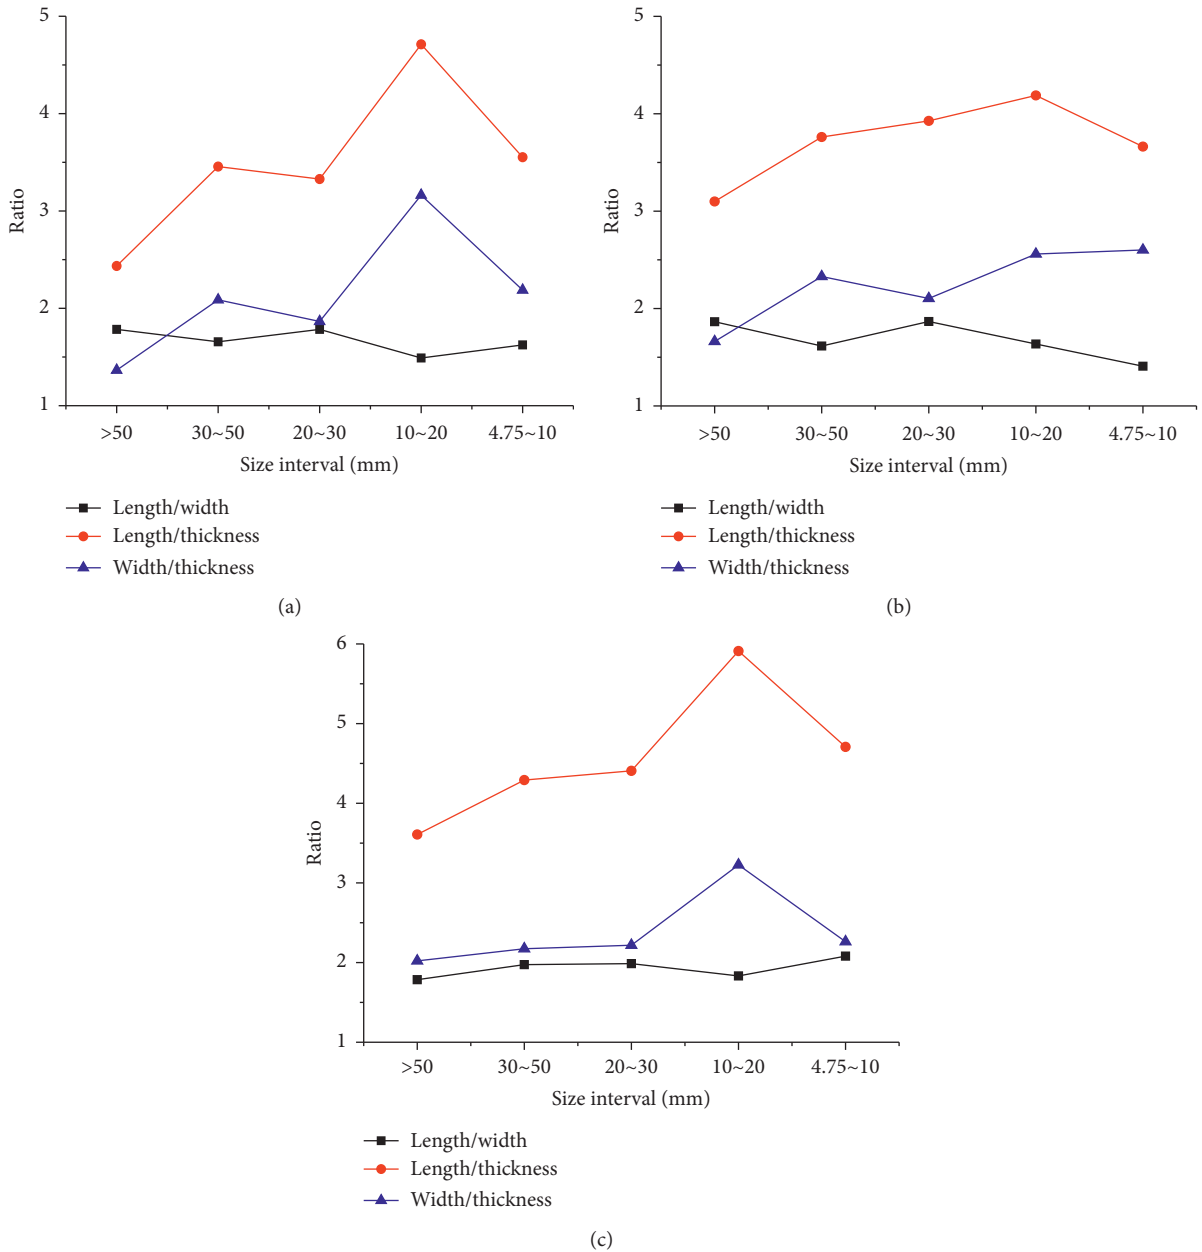 5
4
3
2
1
Ratio
>50
30~50
20~30
10~20
4.75~10
Size interval (mm)
Length/width
Length/thickness
Width/thickness
(a)
5
4
3
2
1
Ratio
>50
30~50
20~30
10~20
4.75~10
Size interval (mm)
Length/width
Length/thickness
Width/thickness
(b)
6
5
4
3
2
1
Ratio
>50
30~50
20~30
10~20
4.75~10
Size interval (mm)
Length/width
Length/thickness
Width/thickness
(c)